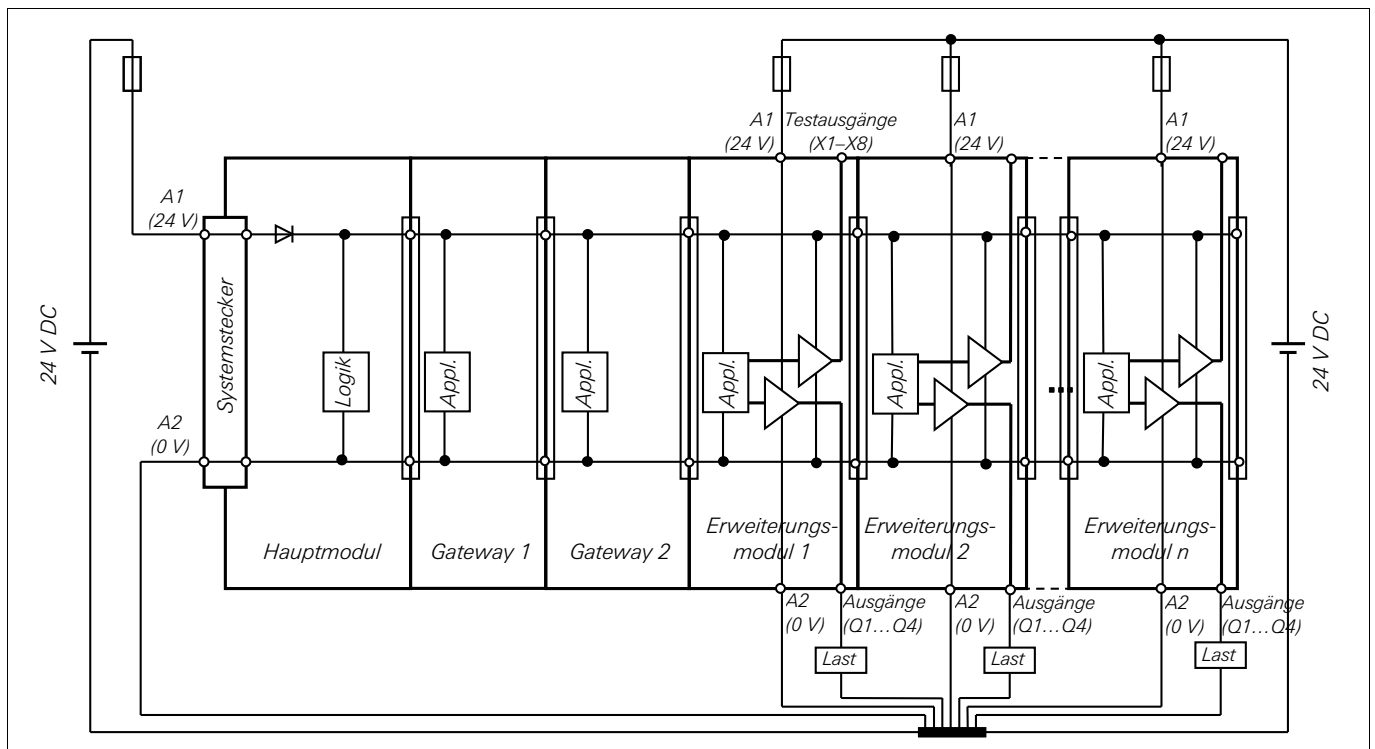 A1
(24 V)
Testausgänge
(X1–X8)
A1
(24 V)
A1
(24 V)
A1
(24 V)
24 V DC
Systemstecker
Logik
Appl.
Appl.
Appl.
Appl.
Appl.
24 V DC
A2
(0 V)
Hauptmodul
Gateway 1
Gateway 2
Erweiterungs-
modul 1
Erweiterungs-
modul 2
Erweiterungs-
modul n
A2
(0 V)
Ausgänge
(Q1...Q4)
A2
(0 V)
Ausgänge
(Q1...Q4)
A2
(0 V)
Ausgänge
(Q1...Q4)
Last
Last
Last